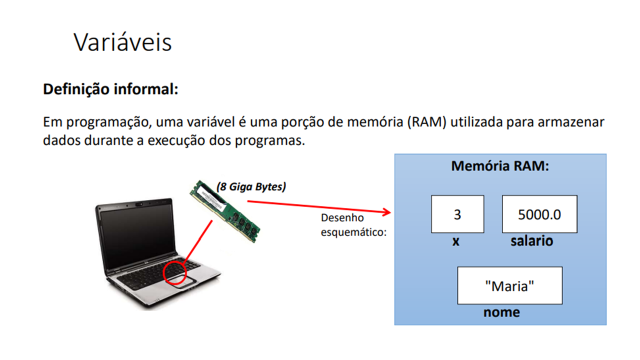 Variáveis
Definição informal:
Em programação, uma variável é uma porção de memória (RAM) utilizada para armazenar
dados durante a execução dos programas.
(8 Giga Bytes)
Desenho
esquemático:
Memória RAM:
3
5000.0
x
salario
"Maria"
nome